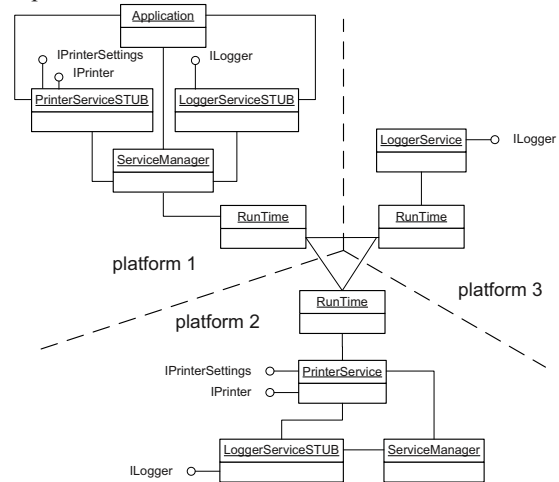 Application
IPrinterSettings
IPrinter
ILogger
PrinterServiceSTUB
LoggerServiceSTUB
LoggerService
ILogger
ServiceManager
RunTime
RunTime
platform 1
platform 3
RunTime
platform 2
IPrinterSettings
PrinterService
IPrinter
LoggerServiceSTUB
ServiceManager
ILogger